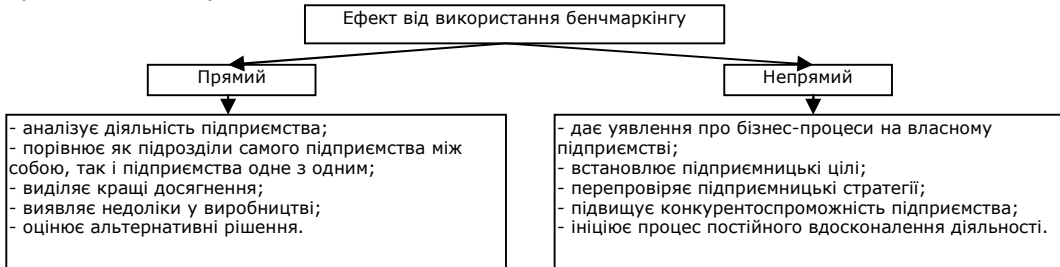 Ефект від використання бенчмаркінгу
Прямий
Непрямий
- аналізує діяльність підприємства;
- порівнює як підрозділи самого підприємства між
собою, так і підприємства одне з одним;
- виділяє кращі досягнення;
- виявляє недоліки у виробництві;
- оцінює альтернативні рішення.
- дає уявлення про бізнес-процеси на власному
підприємстві;
- встановлює підприємницькі цілі;
- перепровіряє підприємницькі стратегії;
- підвищує конкурентоспроможність підприємства;
- ініціює процес постійного вдосконалення діяльності.